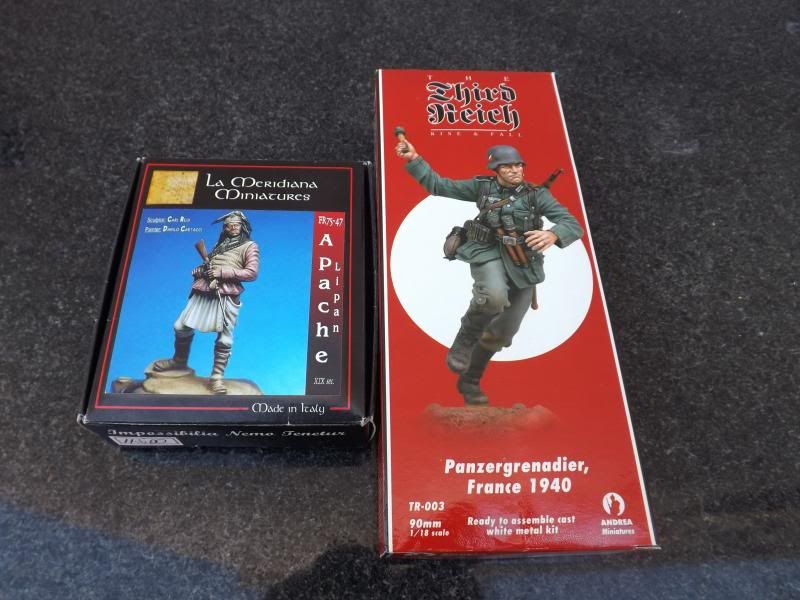 La Meridiana
Miniatures
Sculptor: Carl Reid
Painter: Danilo Cartacci
FR75-47
Apache
Lipan
XIX sec.
Made in Italy
Impossibilia Nemo Tenetur
THE
Third
Reich
RISE & FALL
Panzergrenadier,
France 1940
TR-003
90mm
1/18 scale
Ready to assemble cast
white metal kit
ANDREA
Miniatures